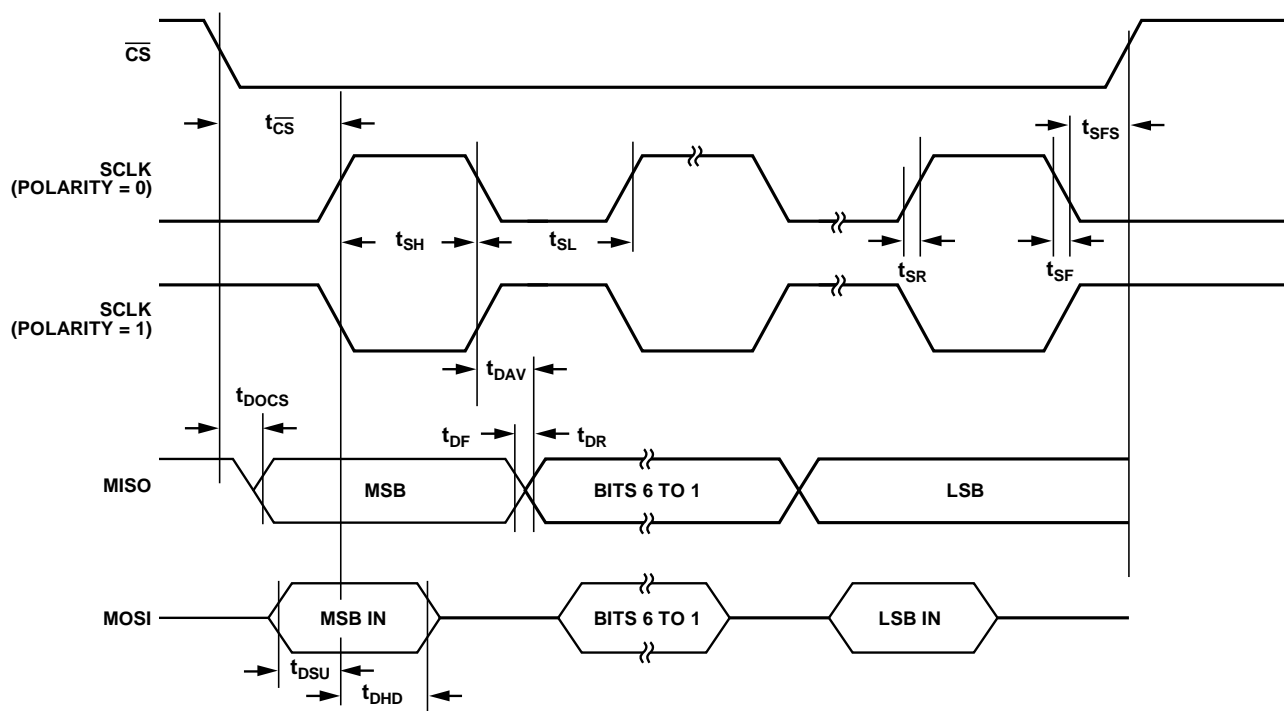 CS
tCS
tSFS
SCLK
(POLARITY = 0)
tSH
tSL
tSR
tSF
SCLK
(POLARITY = 1)
tDAV
tDOCS
tDF
tDR
MISO
MSB
BITS 6 TO 1
LSB
MOSI
MSB IN
BITS 6 TO 1
LSB IN
tDSU
tDHD